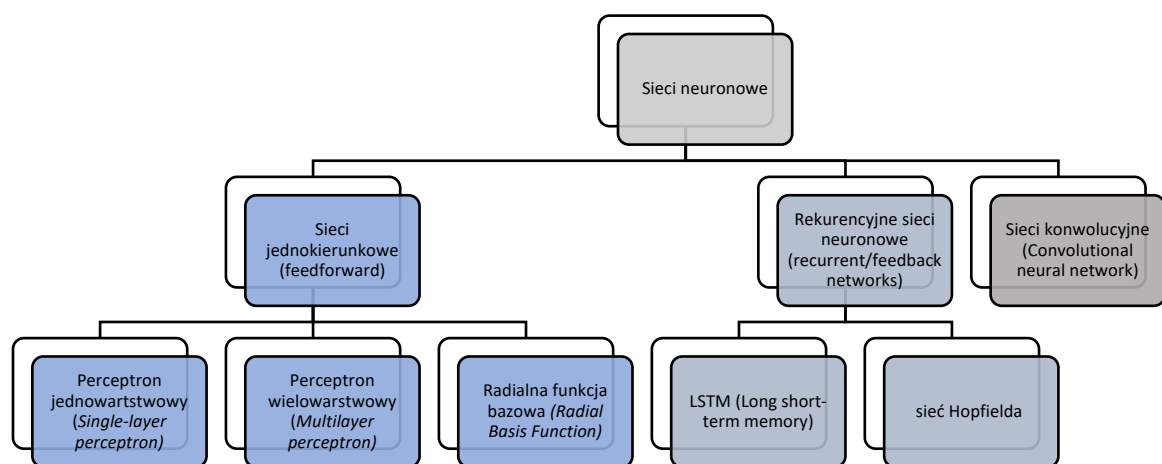 Sieci neuronowe
Sieci
jednokierunkowe
(feedforward)
Rekurencyjne sieci
neuronowe
(recurrent/feedback
networks)
Sieci konwolucyjne
(Convolutional
neural network)
Perceptron
jednowartstwowy
(Single-layer
perceptron)
Perceptron
wielowarstwowy
(Multilayer
perceptron)
Radialna funkcja
bazowa (Radial
Basis Function)
LSTM (Long short-
term memory)
sieć Hopfielda